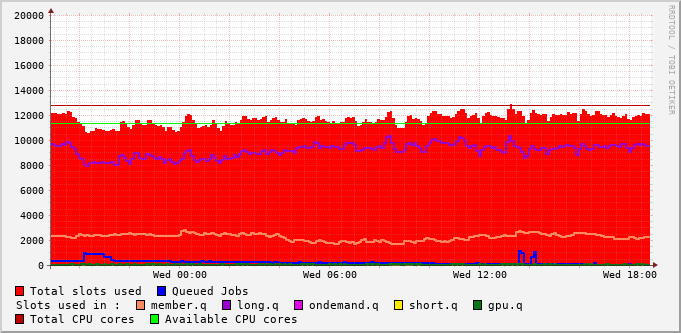 20000
18000
16000
14000
12000
10000
8000
6000
4000
2000
0
Wed 00:00 Wed 06:00 Wed 12:00 Wed 18:00
RRDTOOL / TOBI OETIKER
Total slots used Queued Jobs
Slots used in : member.q long.q ondemand.q short.q gpu.q
Total CPU cores Available CPU cores